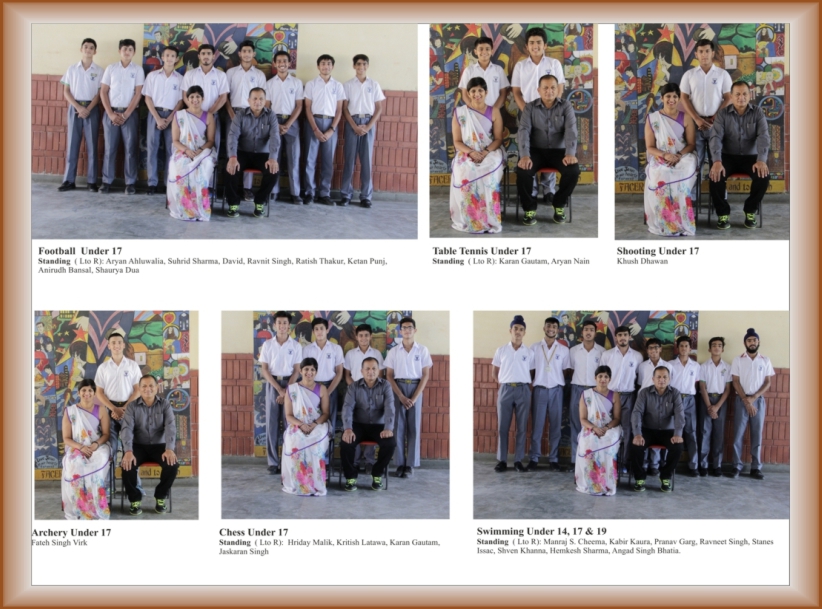 Football Under 17
Standing ( Lto R): Aryan Ahluwalia, Suhrid Sharma, David, Ravnit Singh, Ratish Thakur, Ketan Punj,
Anirudh Bansal, Shaurya Dua
Table Tennis Under 17
Standing ( Lto R): Karan Gautam, Aryan Nain
Shooting Under 17
Khush Dhawan
Archery Under 17
Fateh Singh Virk
Chess Under 17
Standing ( Lto R): Hriday Malik, Kritish Latawa, Karan Gautam,
Jaskaran Singh
Swimming Under 14, 17 & 19
Standing ( Lto R): Manraj S. Cheema, Kabir Kaura, Pranav Garg, Ravneet Singh, Stanes
Issac, Shven Khanna, Hemkesh Sharma, Angad Singh Bhatia.